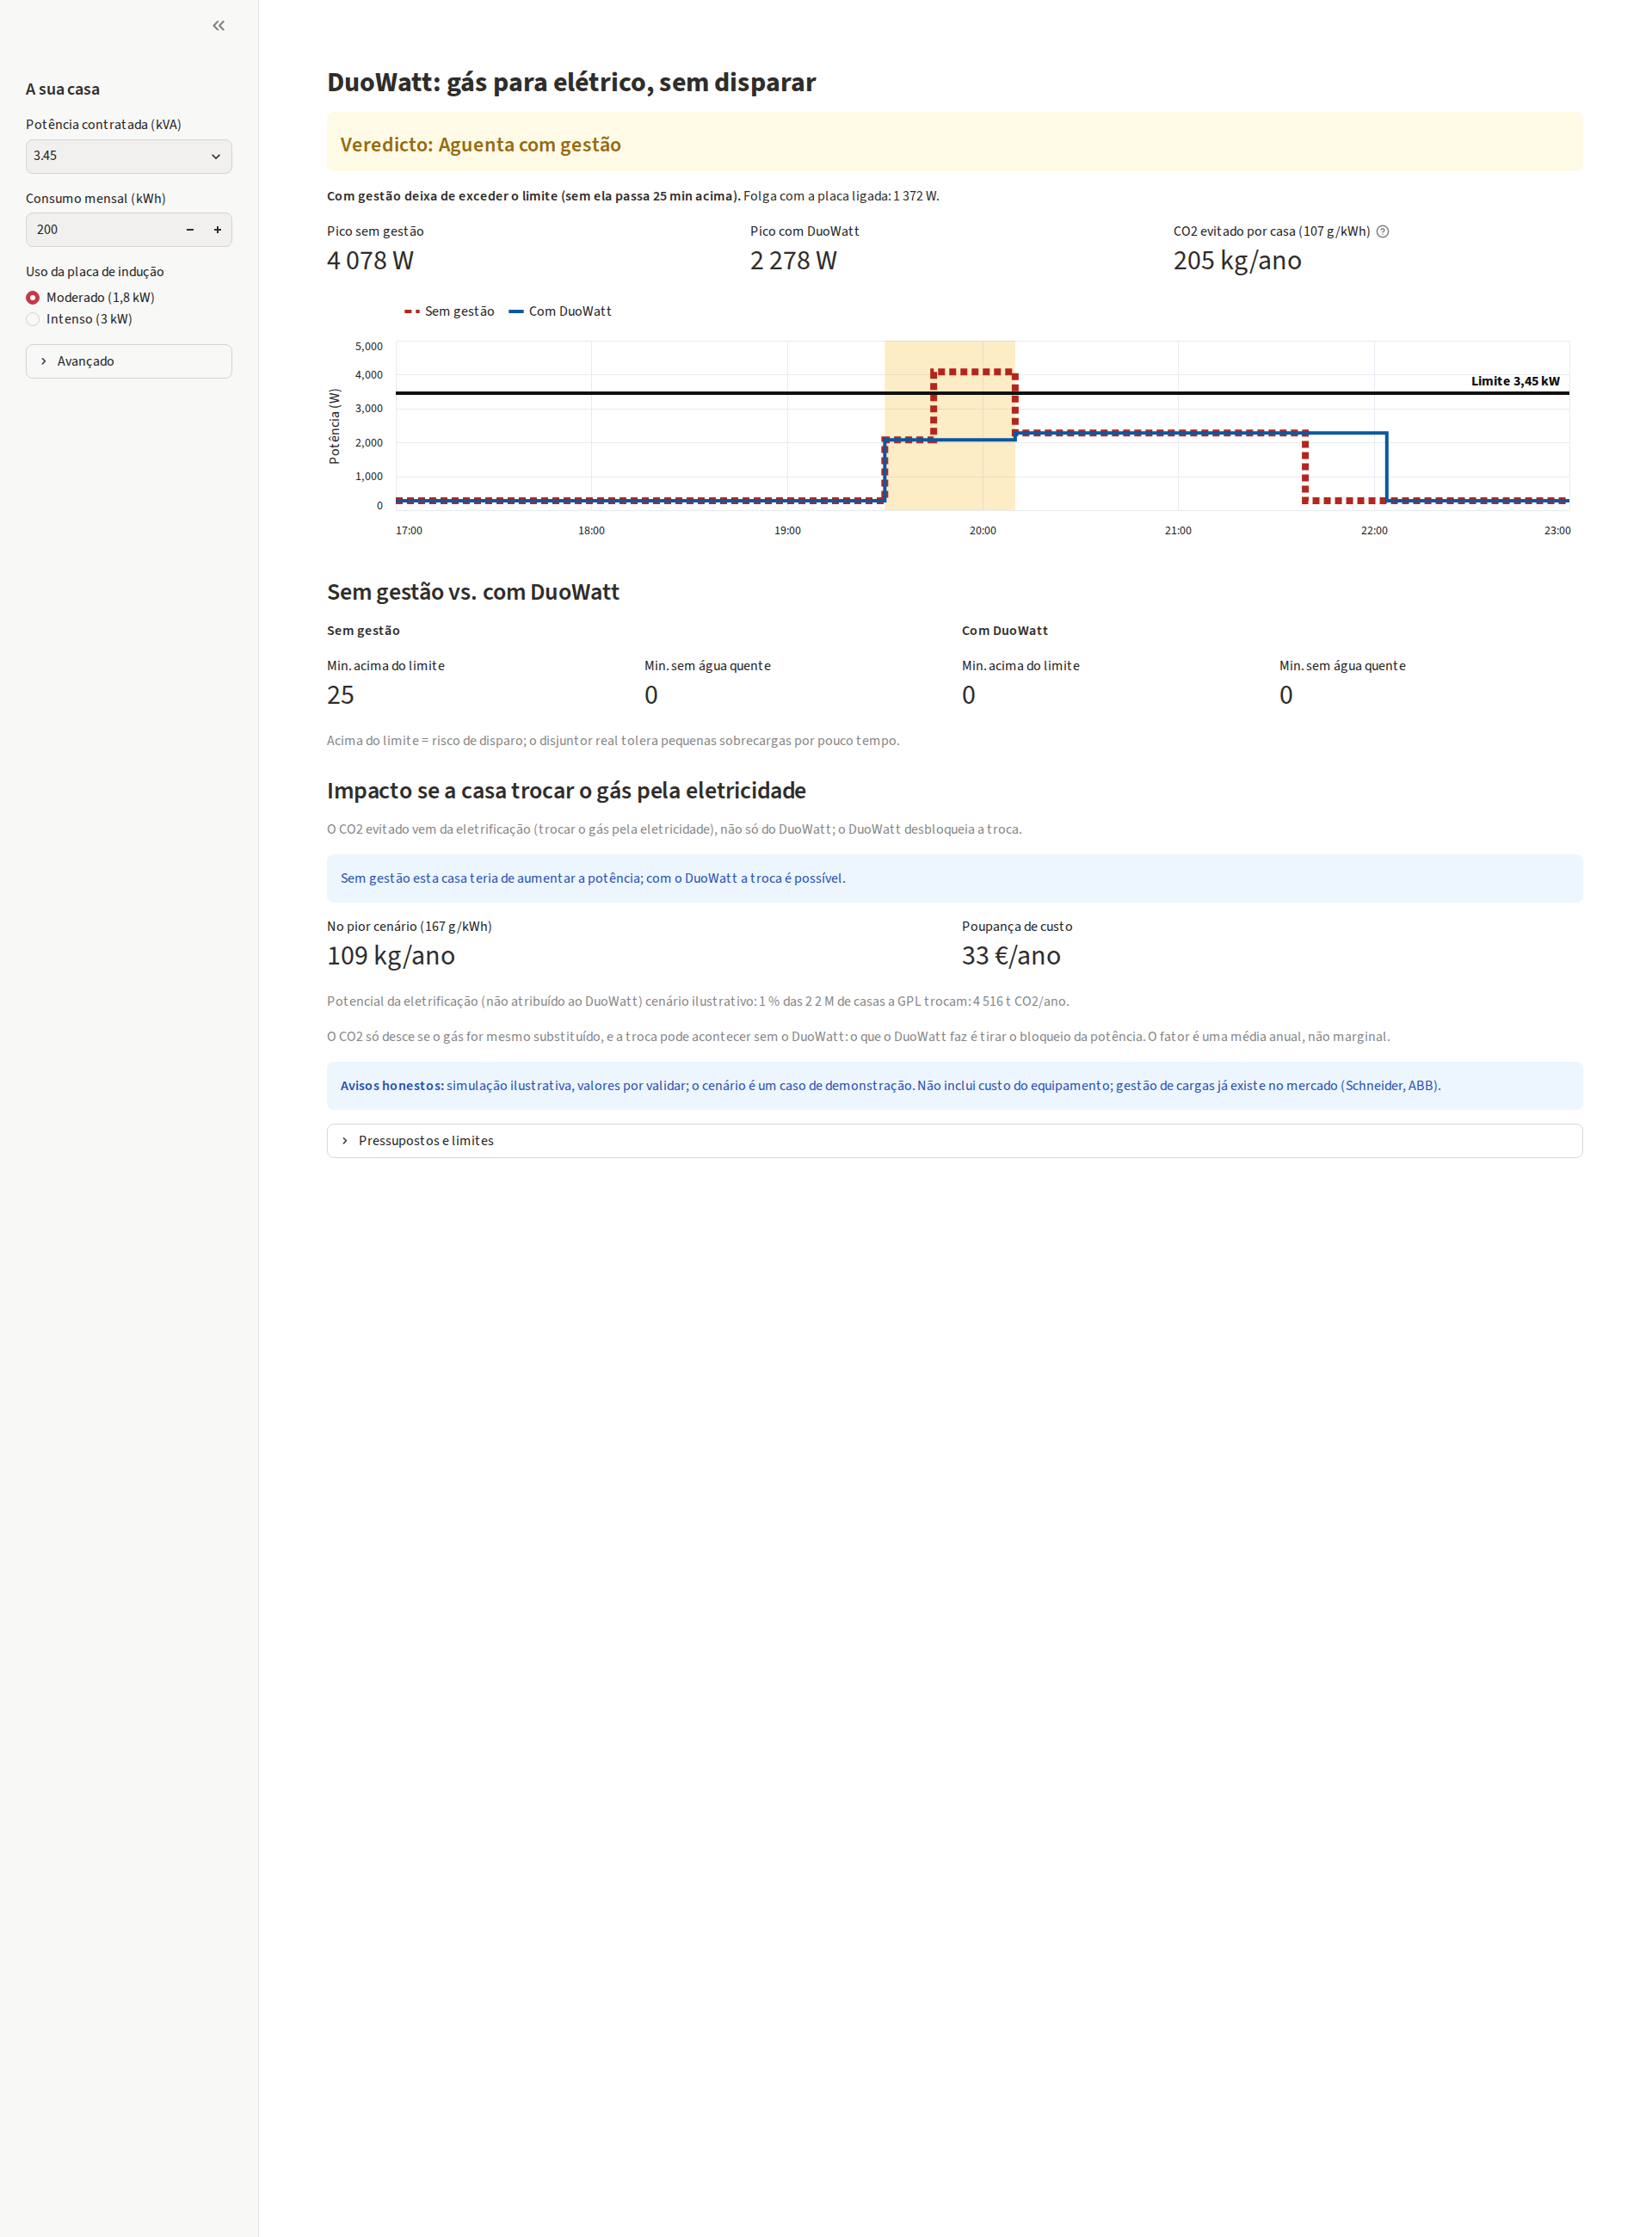 A sua casa
Potência contratada (kVA)
3.45
Consumo mensal (kWh)
200
Uso da placa de indução
Moderado (1,8 kW)
Intenso (3 kW)
Avançado
DuoWatt: gás para elétrico, sem disparar
Veredicto: Aguenta com gestão
Com gestão deixa de exceder o limite (sem ela passa 25 min acima). Folga com a placa ligada: 1 372 W.
Pico sem gestão
4 078 W
Pico com DuoWatt
2 278 W
CO2 evitado por casa (107 g/kWh)
205 kg/ano
Sem gestão
Com DuoWatt
Potência (W)
5,000
4,000
3,000
2,000
1,000
0
Limite 3,45 kW
17:00
18:00
19:00
20:00
21:00
22:00
23:00
Sem gestão vs. com DuoWatt
Sem gestão
Min. acima do limite
25
Min. sem água quente
0
Com DuoWatt
Min. acima do limite
0
Min. sem água quente
0
Acima do limite = risco de disparo; o disjuntor real tolera pequenas sobrecargas por pouco tempo.
Impacto se a casa trocar o gás pela eletricidade
O CO2 evitado vem da eletrificação (trocar o gás pela eletricidade), não só do DuoWatt; o DuoWatt desbloqueia a troca.
Sem gestão esta casa teria de aumentar a potência; com o DuoWatt a troca é possível.
No pior cenário (167 g/kWh)
109 kg/ano
Poupança de custo
33 €/ano
Potencial da eletrificação (não atribuído ao DuoWatt) cenário ilustrativo: 1 % das 2 2 M de casas a GPL trocam: 4 516 t CO2/ano.
O CO2 só desce se o gás for mesmo substituído, e a troca pode acontecer sem o DuoWatt: o que o DuoWatt faz é tirar o bloqueio da potência. O fator é uma média anual, não marginal.
Avisos honestos: simulação ilustrativa, valores por validar; o cenário é um caso de demonstração. Não inclui custo do equipamento; gestão de cargas já existe no mercado (Schneider, ABB).
Pressupostos e limites